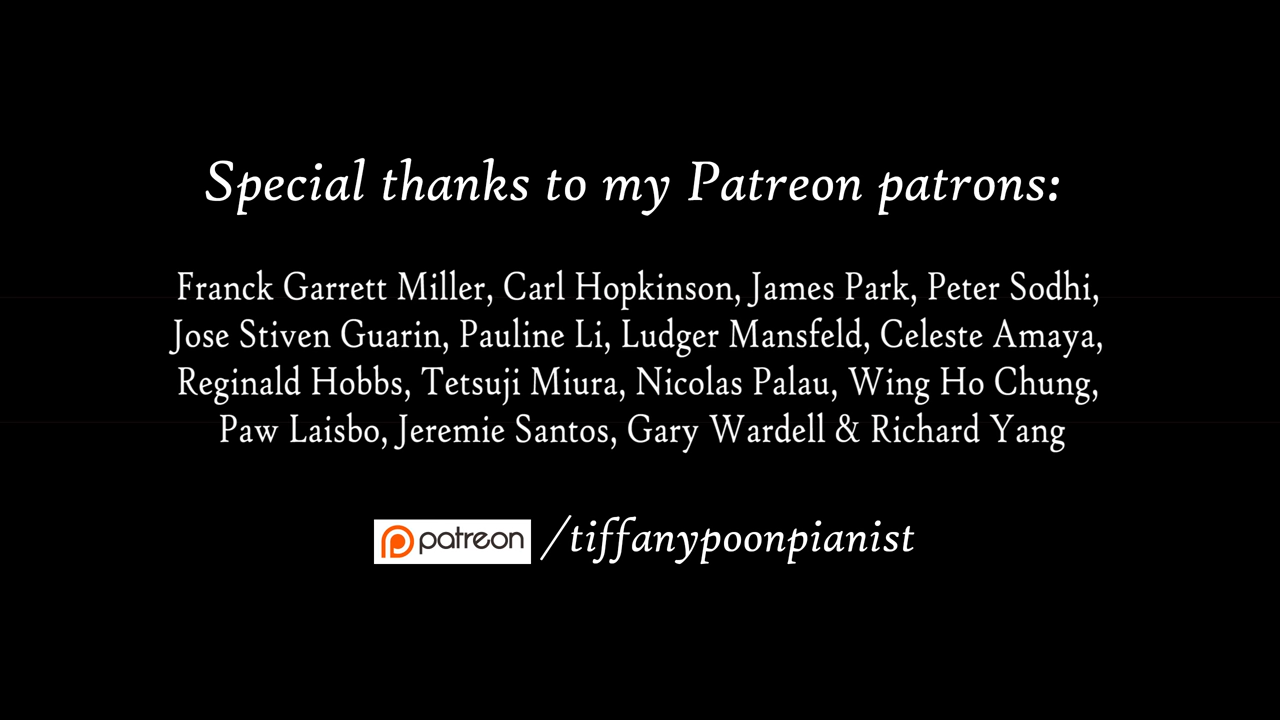 Special thanks to my Patreon patrons:
Franck Garrett Miller, Carl Hopkinson, James Park, Peter Sodhi,
Jose Stiven Guarin, Pauline Li, Ludger Mansfeld, Celeste Amaya,
Reginald Hobbs, Tetsuji Miura, Nicolas Palau, Wing Ho Chung,
Paw Laisbo, Jeremie Santos, Gary Wardell & Richard Yang
patreon /tiffanypoonpianist